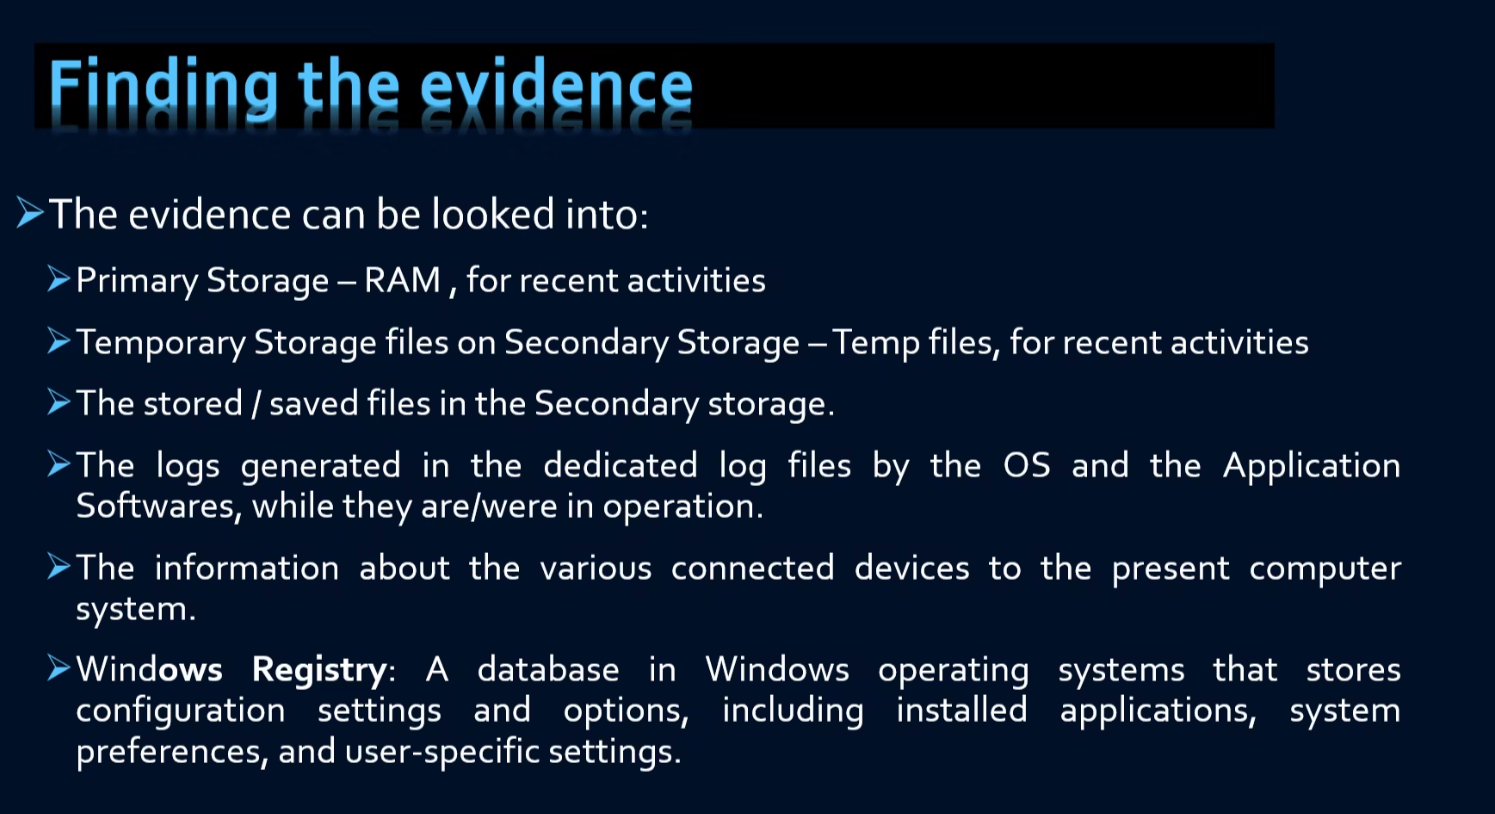 Finding the evidence
➢The evidence can be looked into:
➢Primary Storage – RAM , for recent activities
➢Temporary Storage files on Secondary Storage – Temp files, for recent activities
➢The stored / saved files in the Secondary storage.
➢The logs generated in the dedicated log files by the OS and the Application
Softwares, while they are/were in operation.
➢The information about the various connected devices to the present computer
system.
➢Windows Registry: A database in Windows operating systems that stores
configuration settings and options, including installed applications, system
preferences, and user-specific settings.